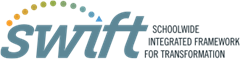 swift
SCHOOLWIDE
INTEGRATED FRAMEWORK
FOR TRANSFORMATION